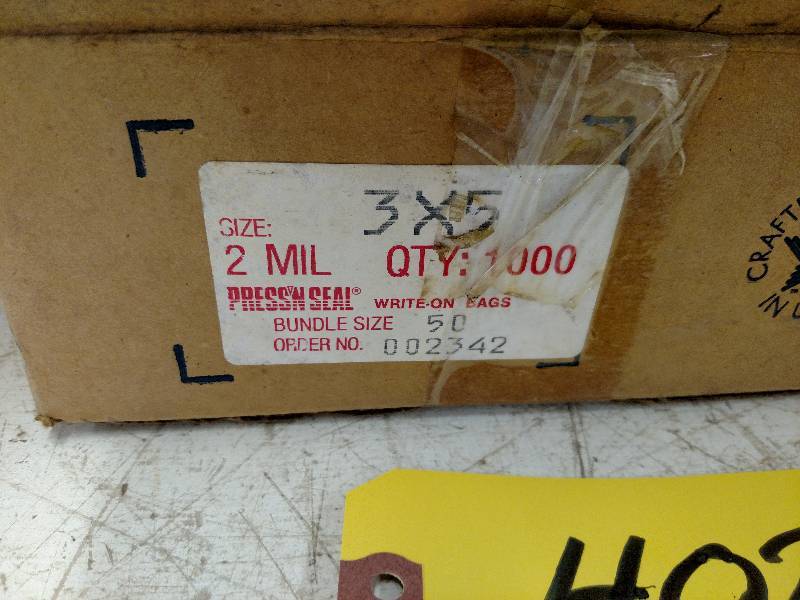 SIZE: 3X5
2 MIL QTY: 1000
PRESS'N SEAL® WRITE-ON BAGS
BUNDLE SIZE 50
ORDER NO. 002342